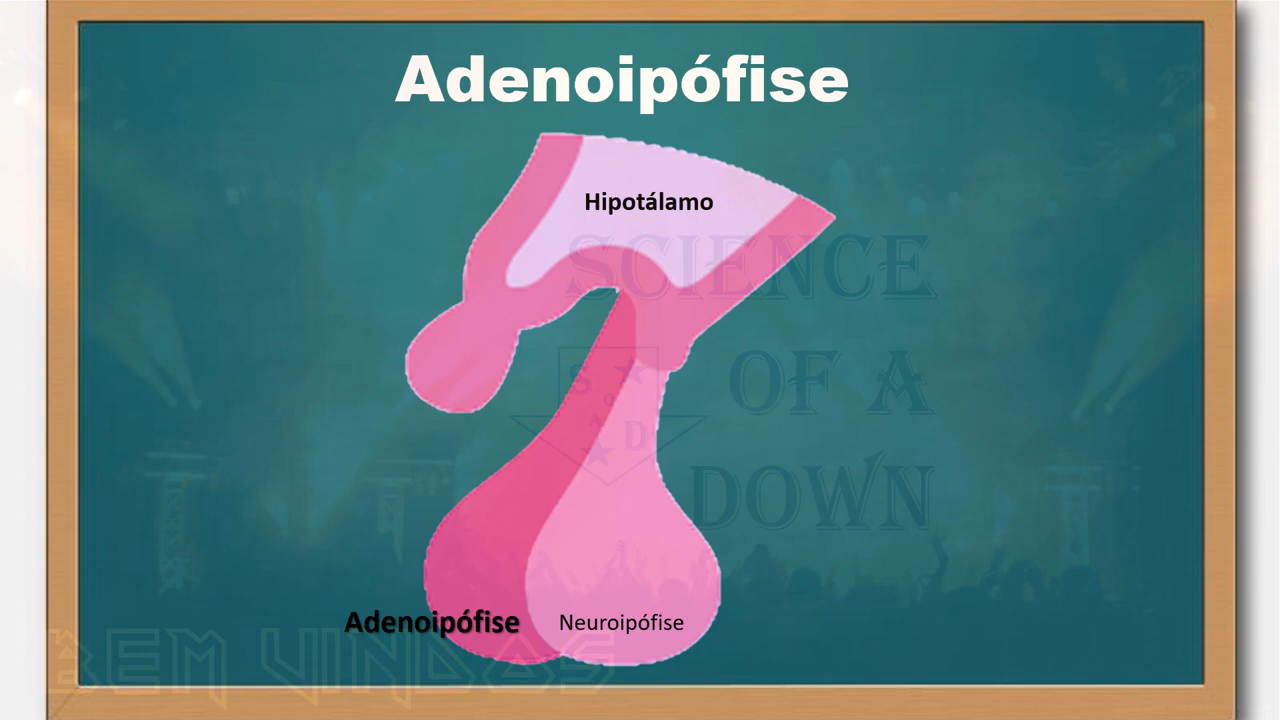 Adenoipófise
Hipotálamo
SCIENCE
OF A
DOWN
S
O
A
D
Adenoipófise
Neuroipófise
BEM VINDOS